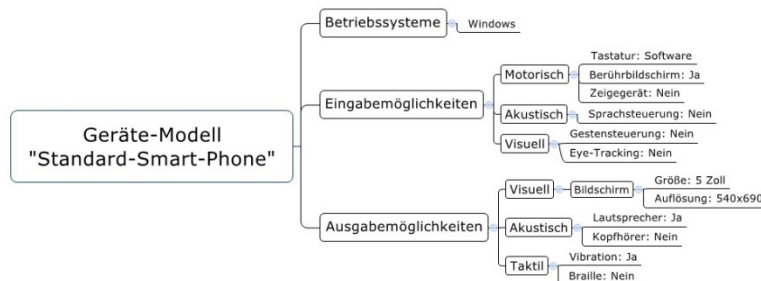 Geräte-Modell
"Standard-Smart-Phone"
Betriebssysteme
Windows
Eingabemöglichkeiten
Motorisch
Tastatur: Software
Berührbildschirm: Ja
Zeigegerät: Nein
Akustisch
Sprachsteuerung: Nein
Visuell
Gestensteuerung: Nein
Eye-Tracking: Nein
Ausgabemöglichkeiten
Visuell
Bildschirm
Größe: 5 Zoll
Auflösung: 540x690
Akustisch
Lautsprecher: Ja
Kopfhörer: Nein
Taktil
Vibration: Ja
Braille: Nein